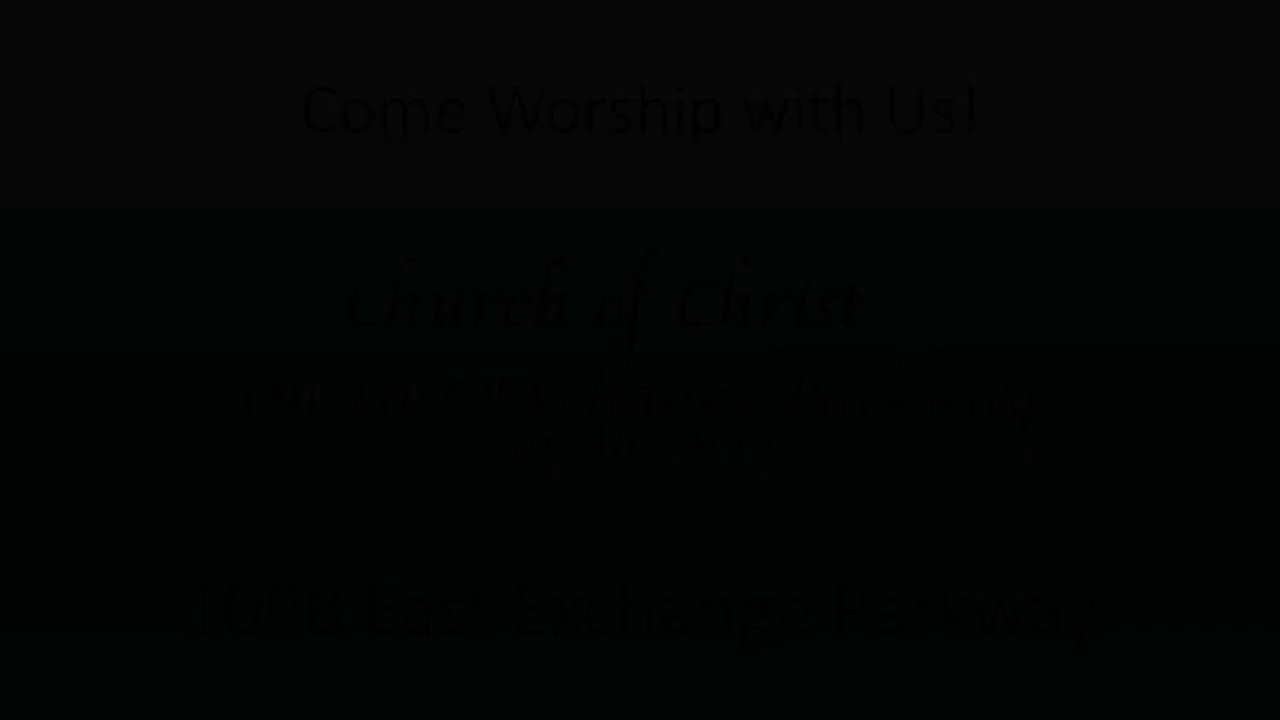 Come Worship with Us!
Church of Christ
On East Exchange Parkway
1008 East Exchange Parkway